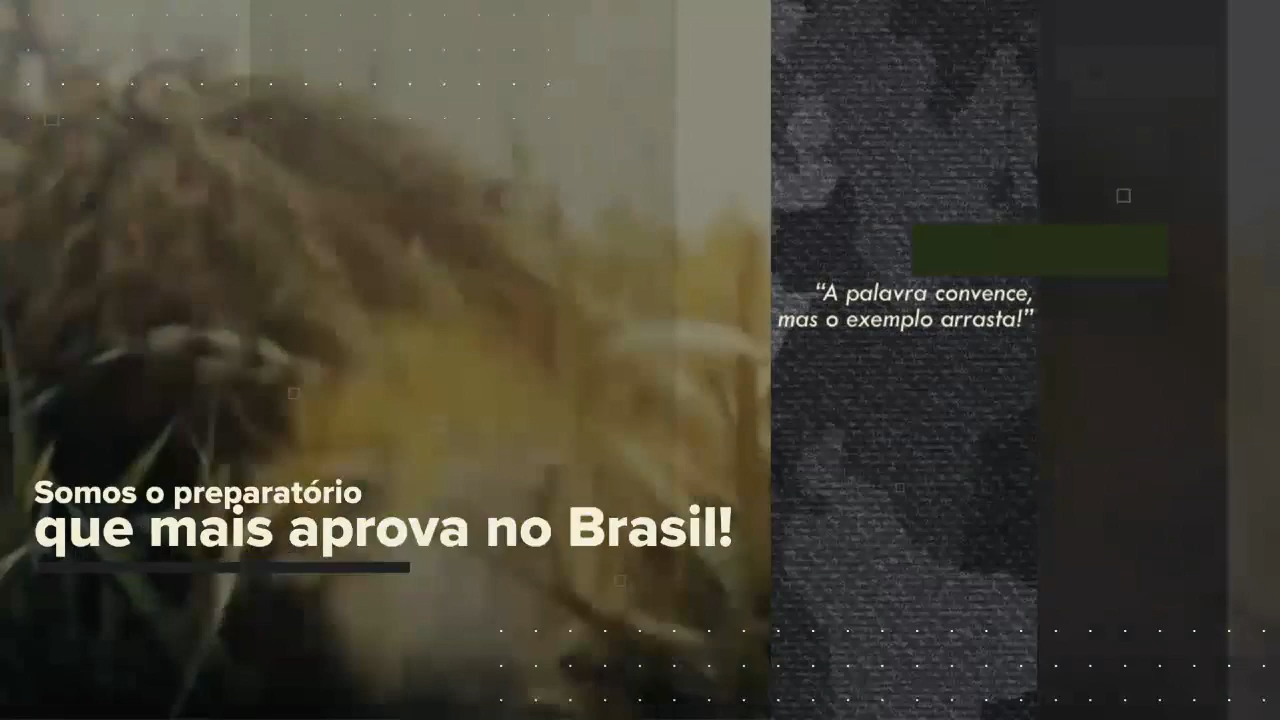 “A palavra convence,
mas o exemplo arrasta!”
Somos o preparatório
que mais aprova no Brasil!